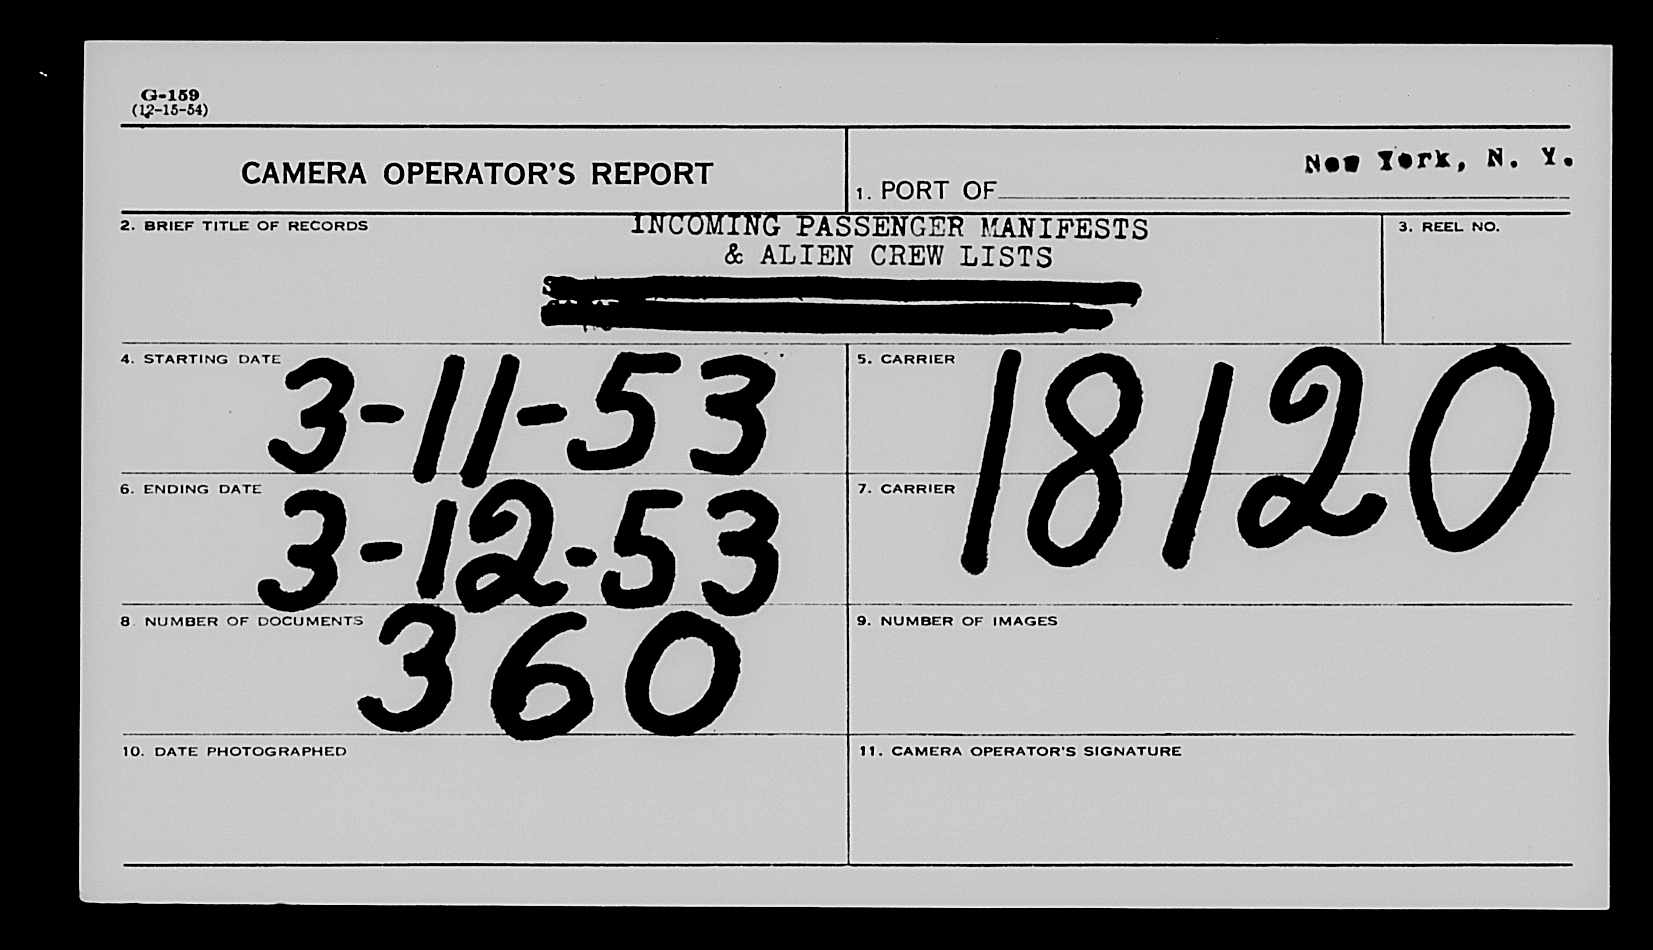 G-159
(12-15-54)
CAMERA OPERATOR'S REPORT
1. PORT OF New York, N. Y.
2. BRIEF TITLE OF RECORDS
INCOMING PASSENGER MANIFESTS
& ALIEN CREW LISTS
3. REEL NO.
4. STARTING DATE 3-11-53
5. CARRIER 18120
6. ENDING DATE 3-12-53
7. CARRIER
8. NUMBER OF DOCUMENTS 360
9. NUMBER OF IMAGES
10. DATE PHOTOGRAPHED
11. CAMERA OPERATOR'S SIGNATURE